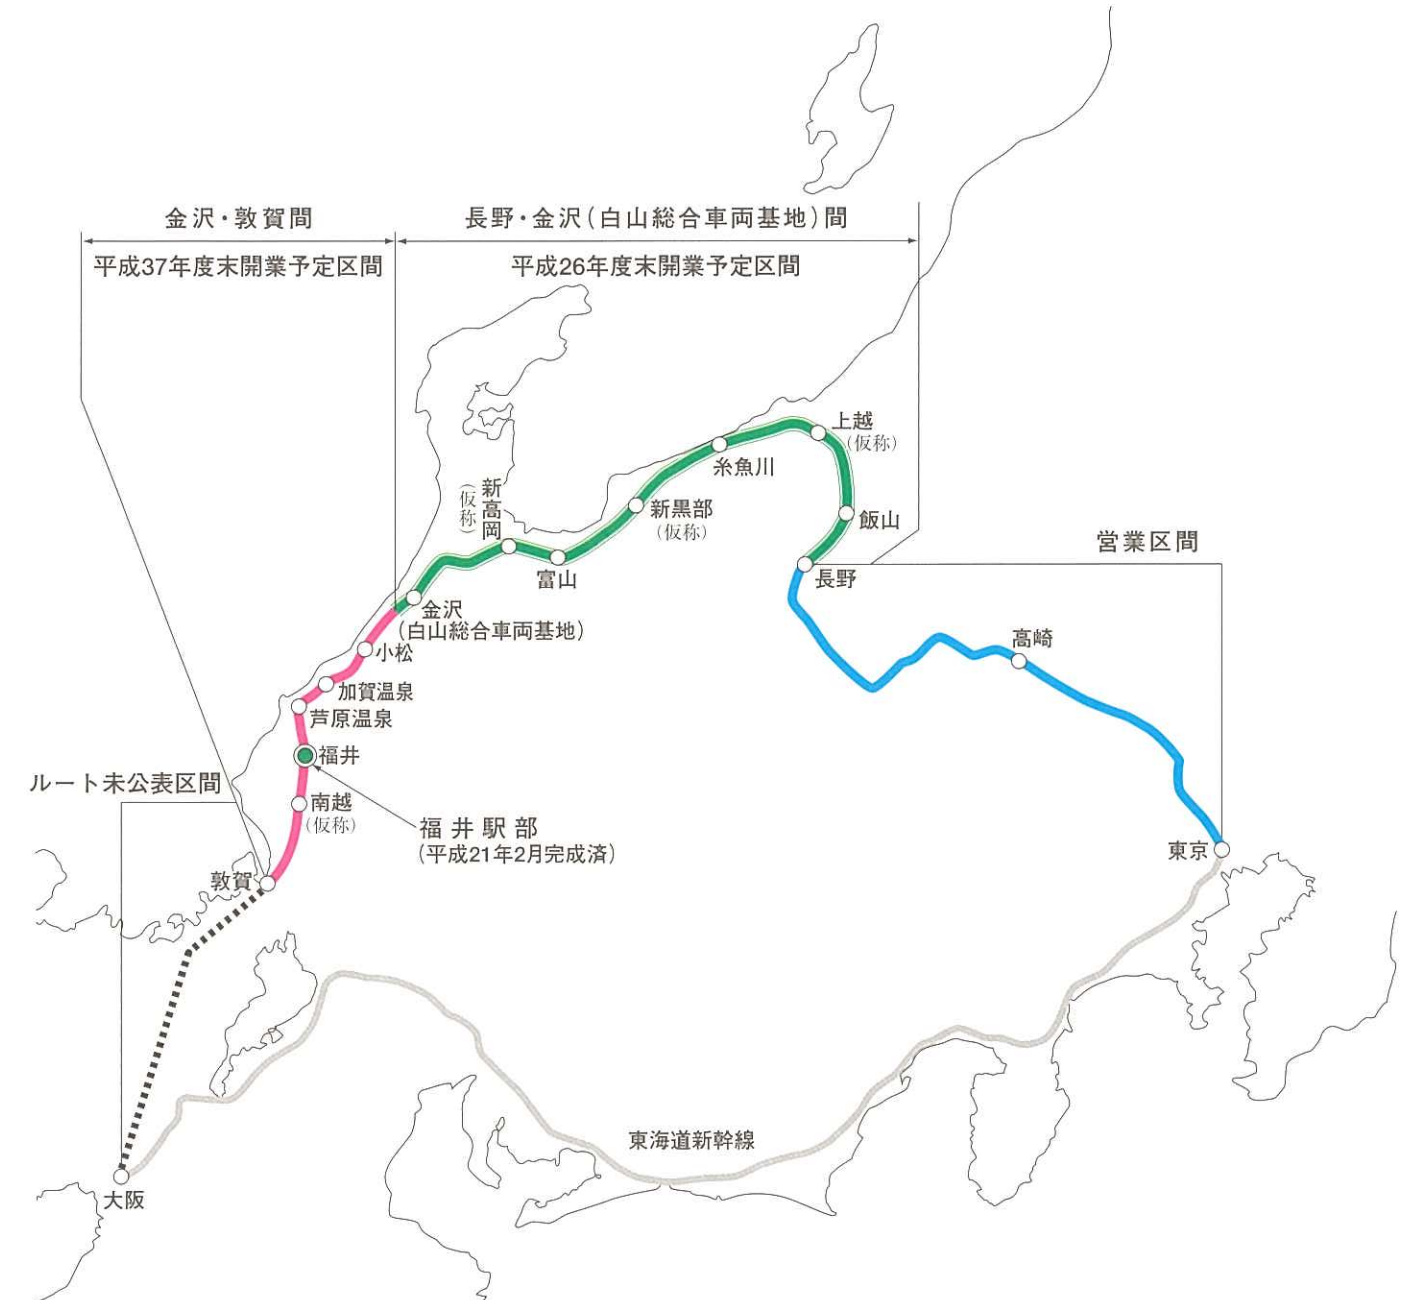 金沢・敦賀間
長野・金沢(白山総合車両基地)間
平成37年度末開業予定区間
平成26年度末開業予定区間
上越
(仮称)
糸魚川
新高岡
(仮称)
新黒部
(仮称)
飯山
営業区間
富山
長野
金沢
(白山総合車両基地)
高崎
小松
加賀温泉
芦原温泉
福井
ルート未公表区間
南越
(仮称)
福井駅部
(平成21年2月完成済)
東京
敦賀
東海道新幹線
大阪